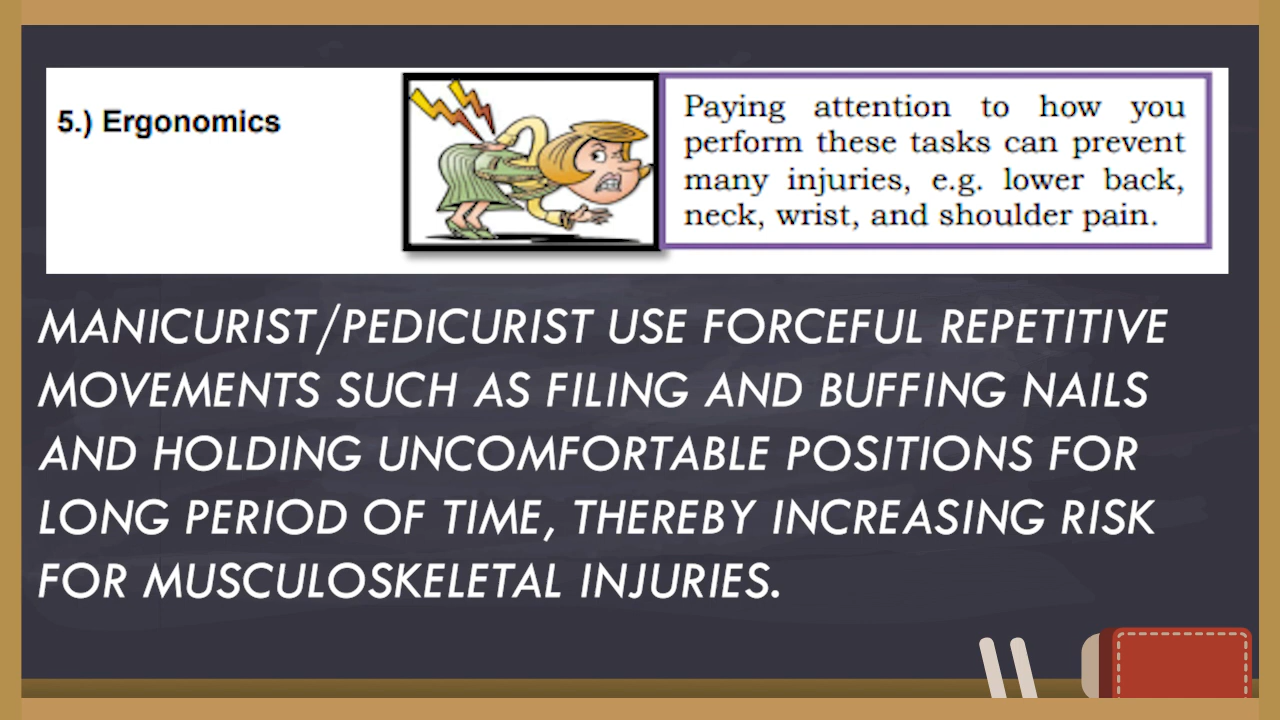 5.) Ergonomics
Paying attention to how you
perform these tasks can prevent
many injuries, e.g. lower back,
neck, wrist, and shoulder pain.
MANICURIST/PEDICURIST USE FORCEFUL REPETITIVE
MOVEMENTS SUCH AS FILING AND BUFFING NAILS
AND HOLDING UNCOMFORTABLE POSITIONS FOR
LONG PERIOD OF TIME, THEREBY INCREASING RISK
FOR MUSCULOSKELETAL INJURIES.